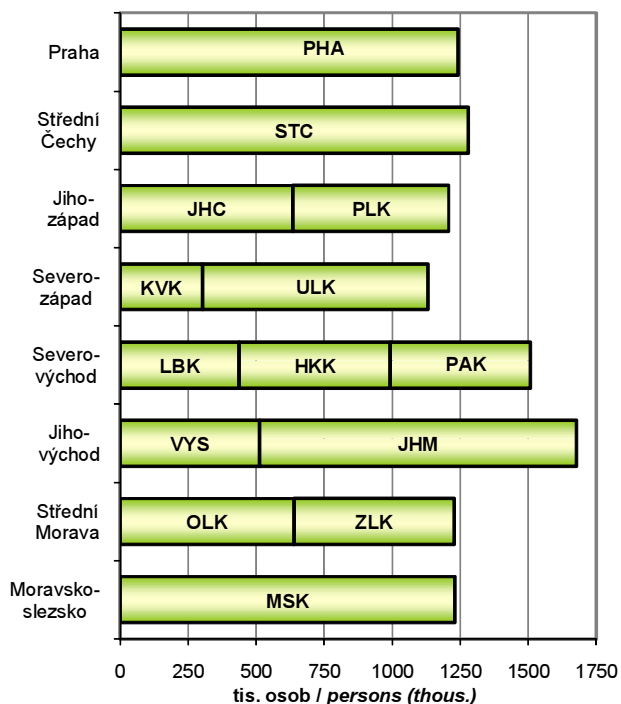 Praha
PHA
Střední
Čechy
STC
Jiho-
západ
JHC PLK
Severo-
západ
KVK ULK
Severo-
východ
LBK HKK PAK
Jiho-
východ
VYS JHM
Střední
Morava
OLK ZLK
Moravsko-
slezsko
MSK
0 250 500 750 1000 1250 1500 1750
tis. osob / persons (thous.)